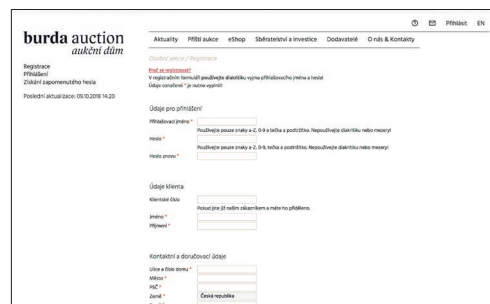 Přihlásit EN
burda auction
aukční dům
Aktuality Příští aukce eShop Sběratelství a investice Dodavatelé O nás & Kontakty
Registrace
Přihlášení
Získání zapomenutého hesla
Poslední aktualizace: 09.10.2018 14:20
Osobní sekce / Registrace
Proč se registrovat?
V registračním formuláři používejte diakritiku vyjma přihlašovacího jména a hesla!
Údaje označené * je nutno vyplnit!
Údaje pro přihlášení
Přihlašovací jméno *
Používejte pouze znaky a-Z, 0-9 a tečka a podtržítko. Nepoužívejte diakritiku nebo mezery!
Heslo *
Používejte pouze znaky a-Z, 0-9, tečka a podtržítko. Nepoužívejte diakritiku nebo mezery!
Heslo znovu *
Údaje klienta
Klientské číslo
Pokud jste již naším zákazníkem a máte ho přiděleno.
Jméno *
Příjmení *
Kontaktní a doručovací údaje
Ulice a číslo domu *
Město *
PSČ *
Země * Česká republika